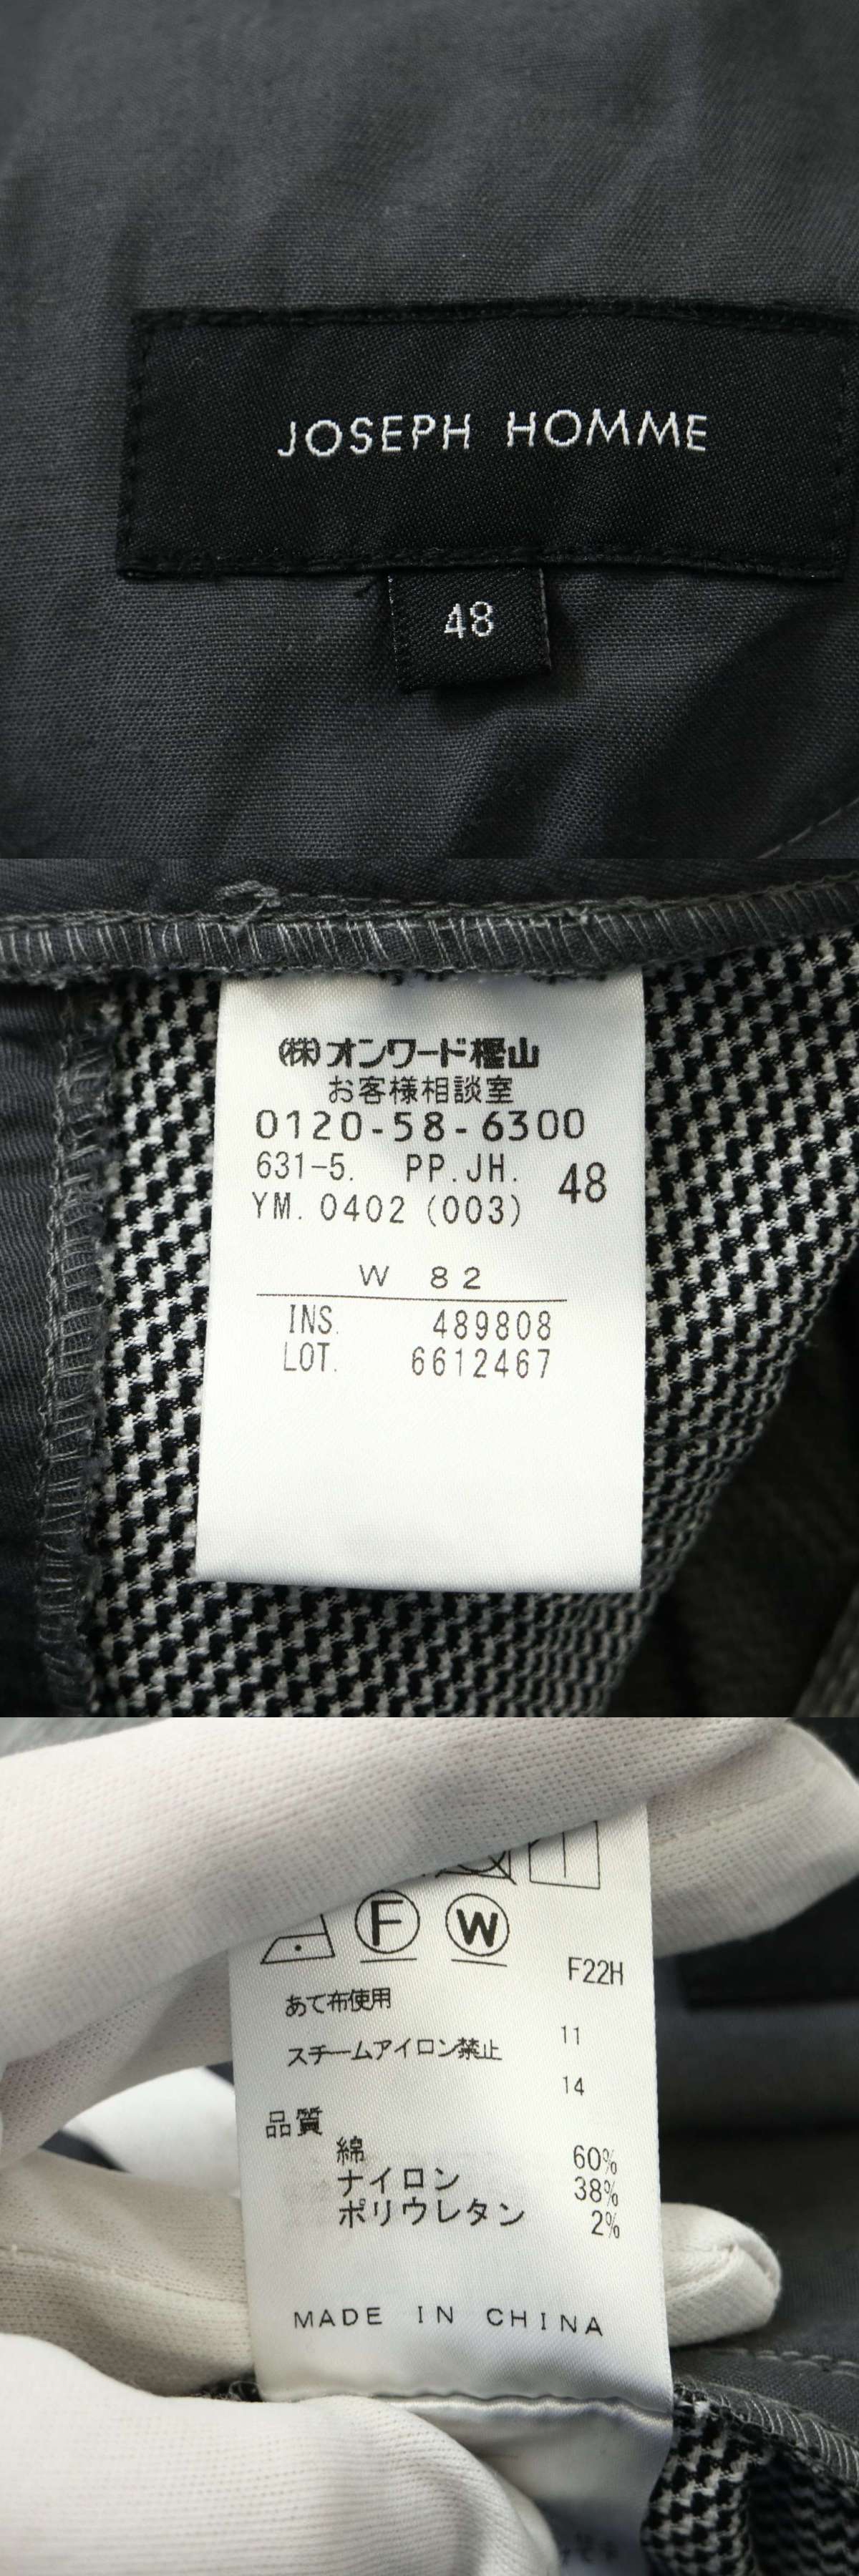 JOSEPH HOMME
48
(株)オンワード樫山
お客様相談室
0120-58-6300
631-5. PP.JH. 48
YM. 0402 (003)
W 82
INS. 489808
LOT. 6612467
F W
F22H
あて布使用
11
スチームアイロン禁止
14
品質
綿 60%
ナイロン 38%
ポリウレタン 2%
MADE IN CHINA